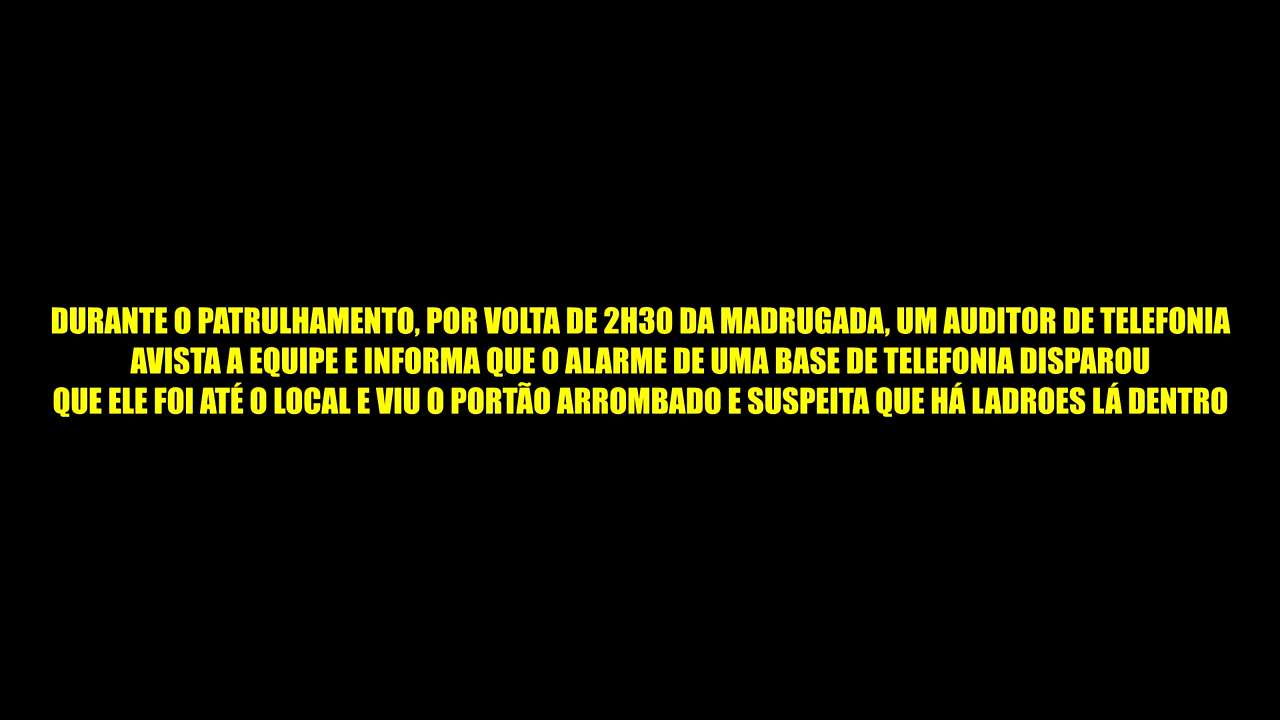 DURANTE O PATRULHAMENTO, POR VOLTA DE 2H30 DA MADRUGADA, UM AUDITOR DE TELEFONIA
AVISTA A EQUIPE E INFORMA QUE O ALARME DE UMA BASE DE TELEFONIA DISPAROU
QUE ELE FOI ATÉ O LOCAL E VIU O PORTÃO ARROMBADO E SUSPEITA QUE HÁ LADROES LÁ DENTRO